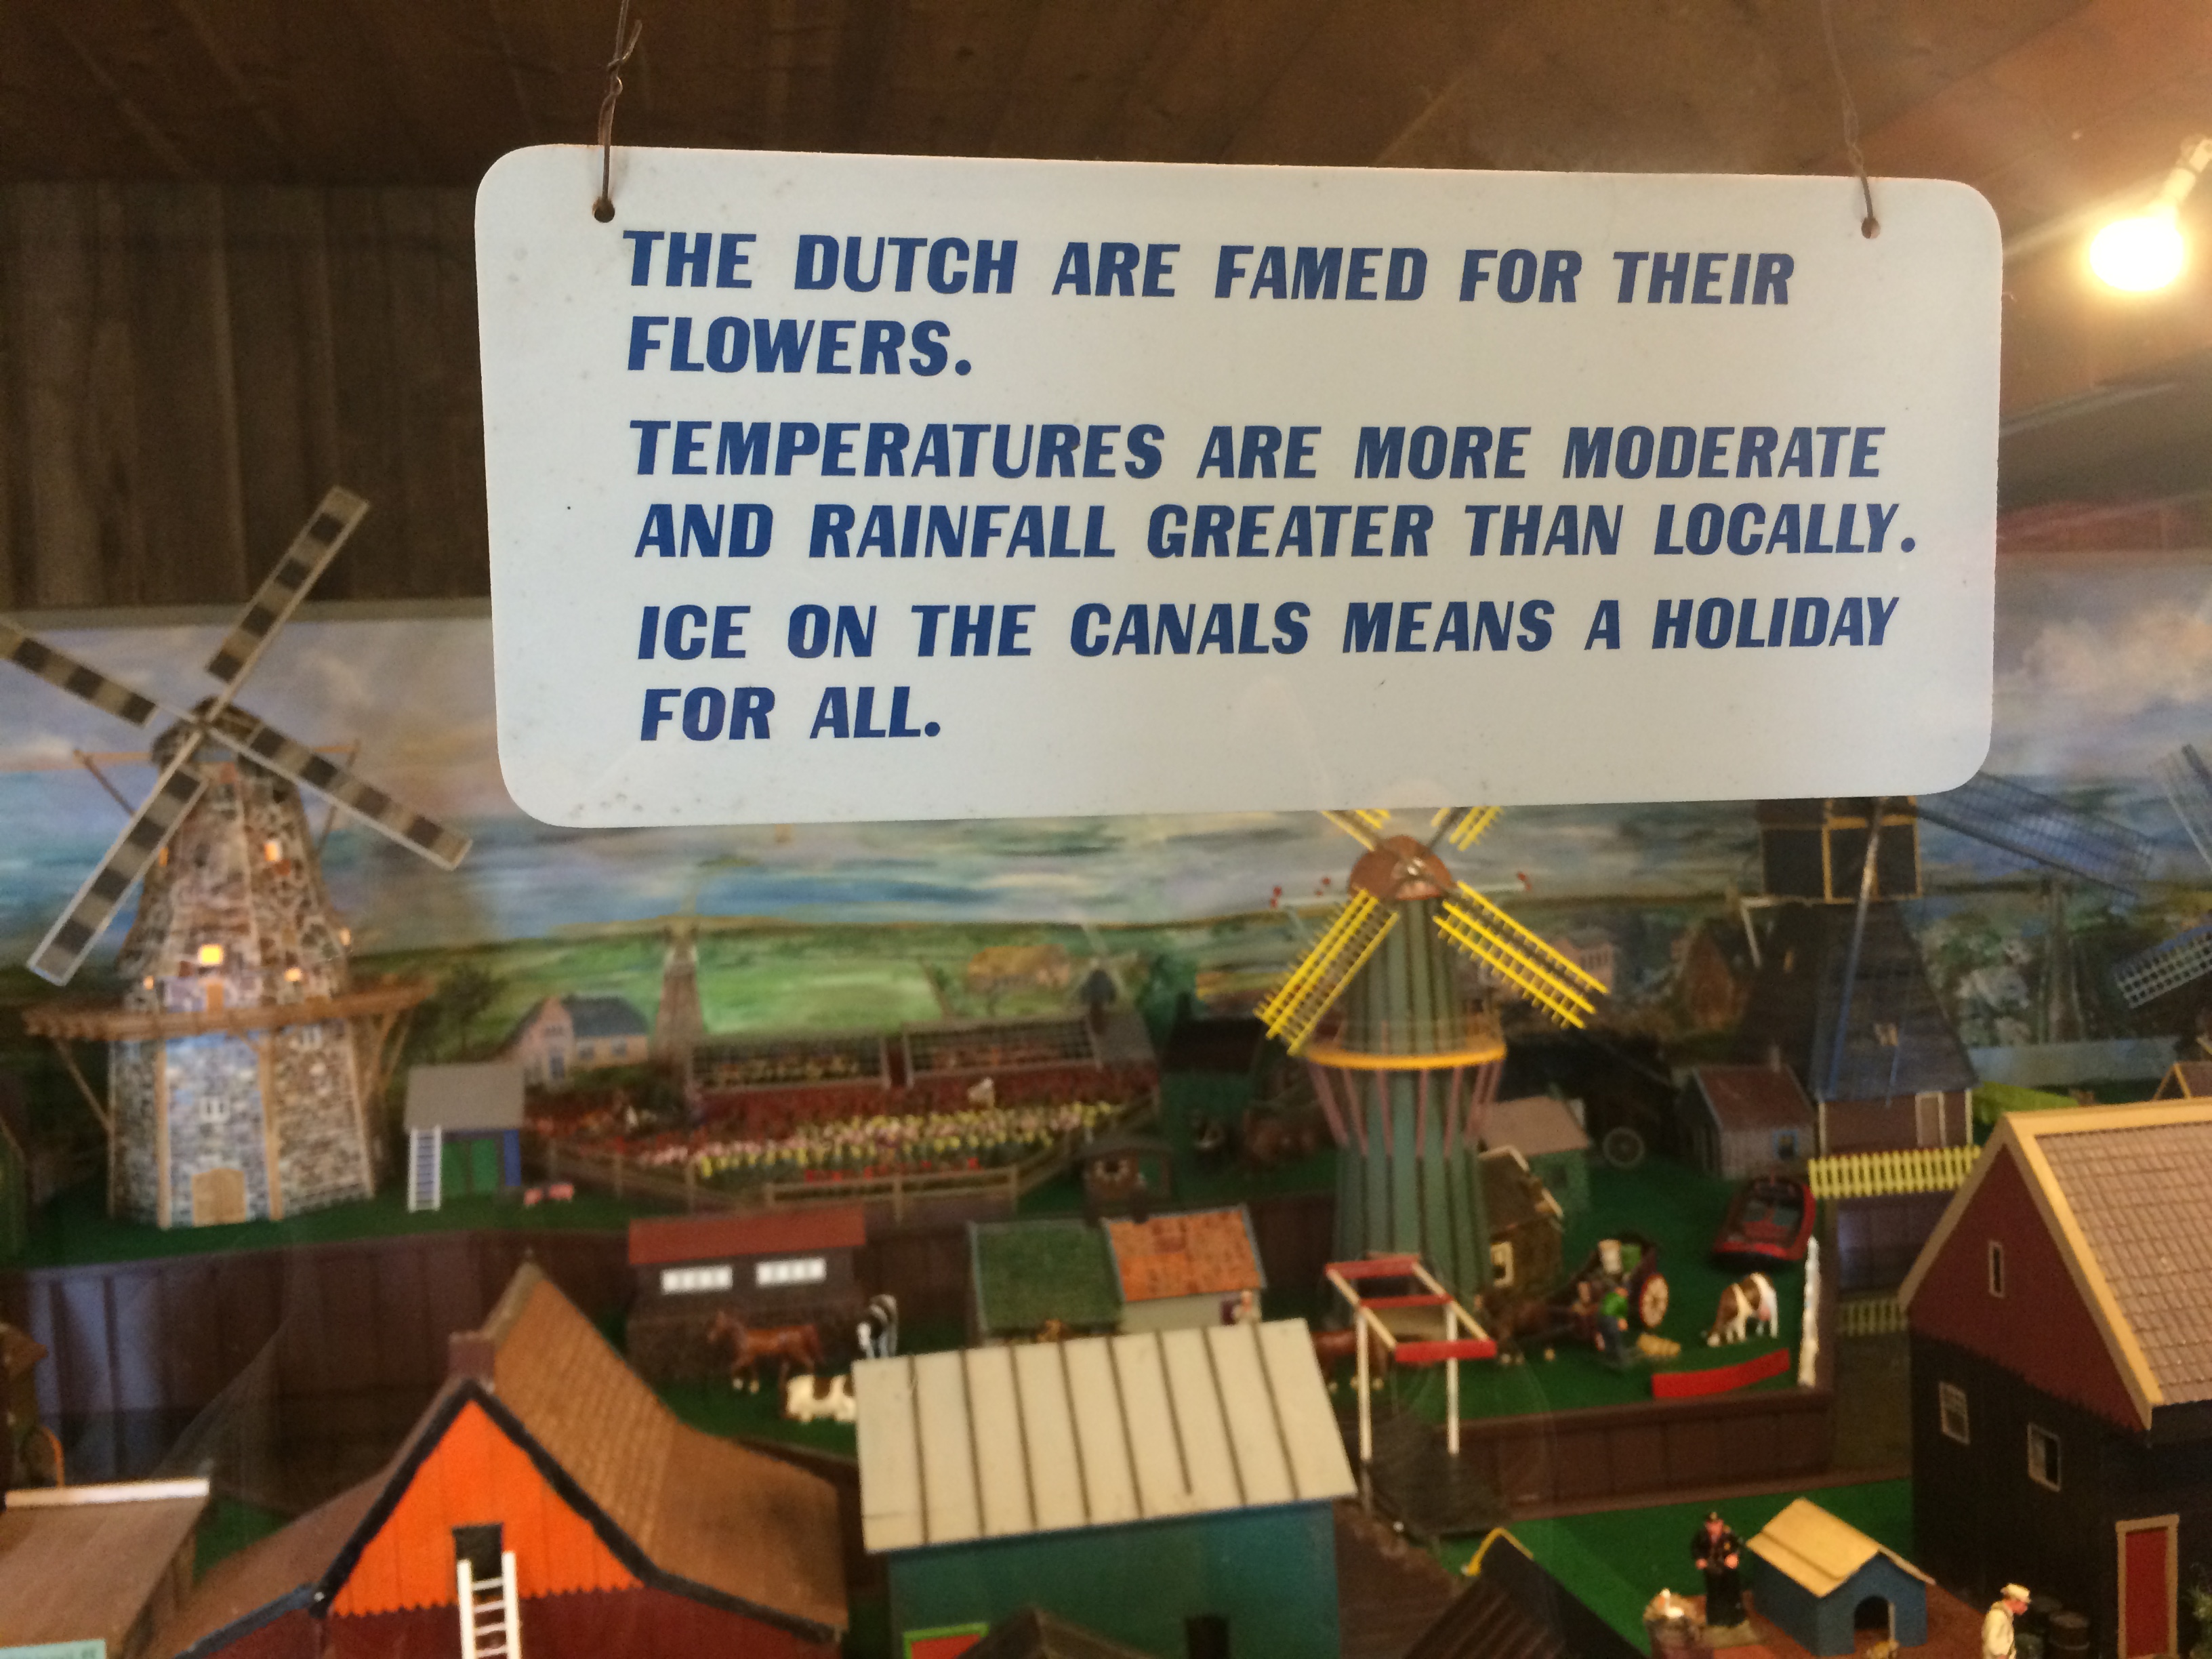 THE DUTCH ARE FAMED FOR THEIR
FLOWERS.
TEMPERATURES ARE MORE MODERATE
AND RAINFALL GREATER THAN LOCALLY.
ICE ON THE CANALS MEANS A HOLIDAY
FOR ALL.